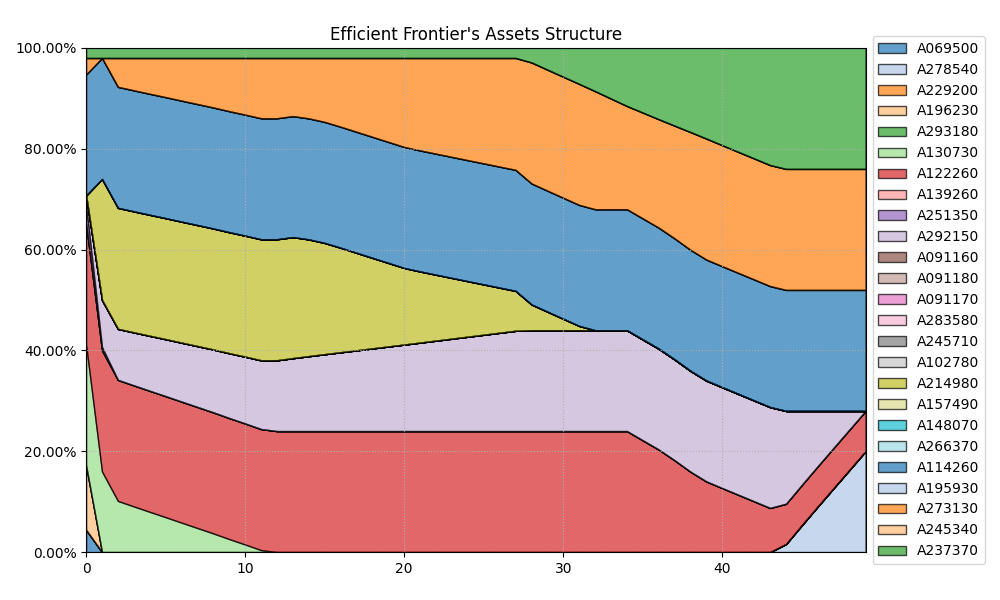 Efficient Frontier's Assets Structure
100.00%
80.00%
60.00%
40.00%
20.00%
0.00%
0
10
20
30
40
A069500
A278540
A229200
A196230
A293180
A130730
A122260
A139260
A251350
A292150
A091160
A091180
A091170
A283580
A245710
A102780
A214980
A157490
A148070
A266370
A114260
A195930
A273130
A245340
A237370